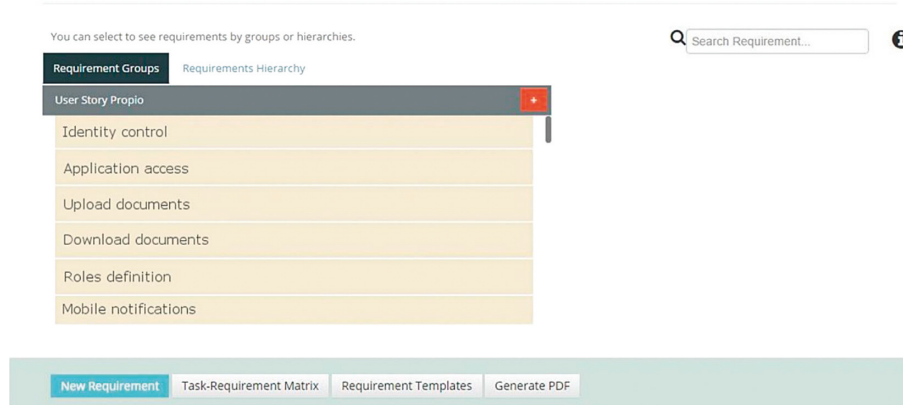 You can select to see requirements by groups or hierarchies.
Search Requirement...
Requirement Groups Requirements Hierarchy
User Story Propio +
Identity control
Application access
Upload documents
Download documents
Roles definition
Mobile notifications
New Requirement Task-Requirement Matrix Requirement Templates Generate PDF